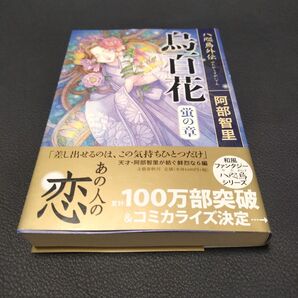 八咫烏外伝
烏百花
蛍の章
阿部智里
「差し出せるのは、この気持ちひとつだけ」
天才・阿部智里が紡ぐ鮮烈なる6編
あの人の
恋
和風
ファンタジー
八咫烏
シリーズ
累計
100万部突破
&コミカライズ決定